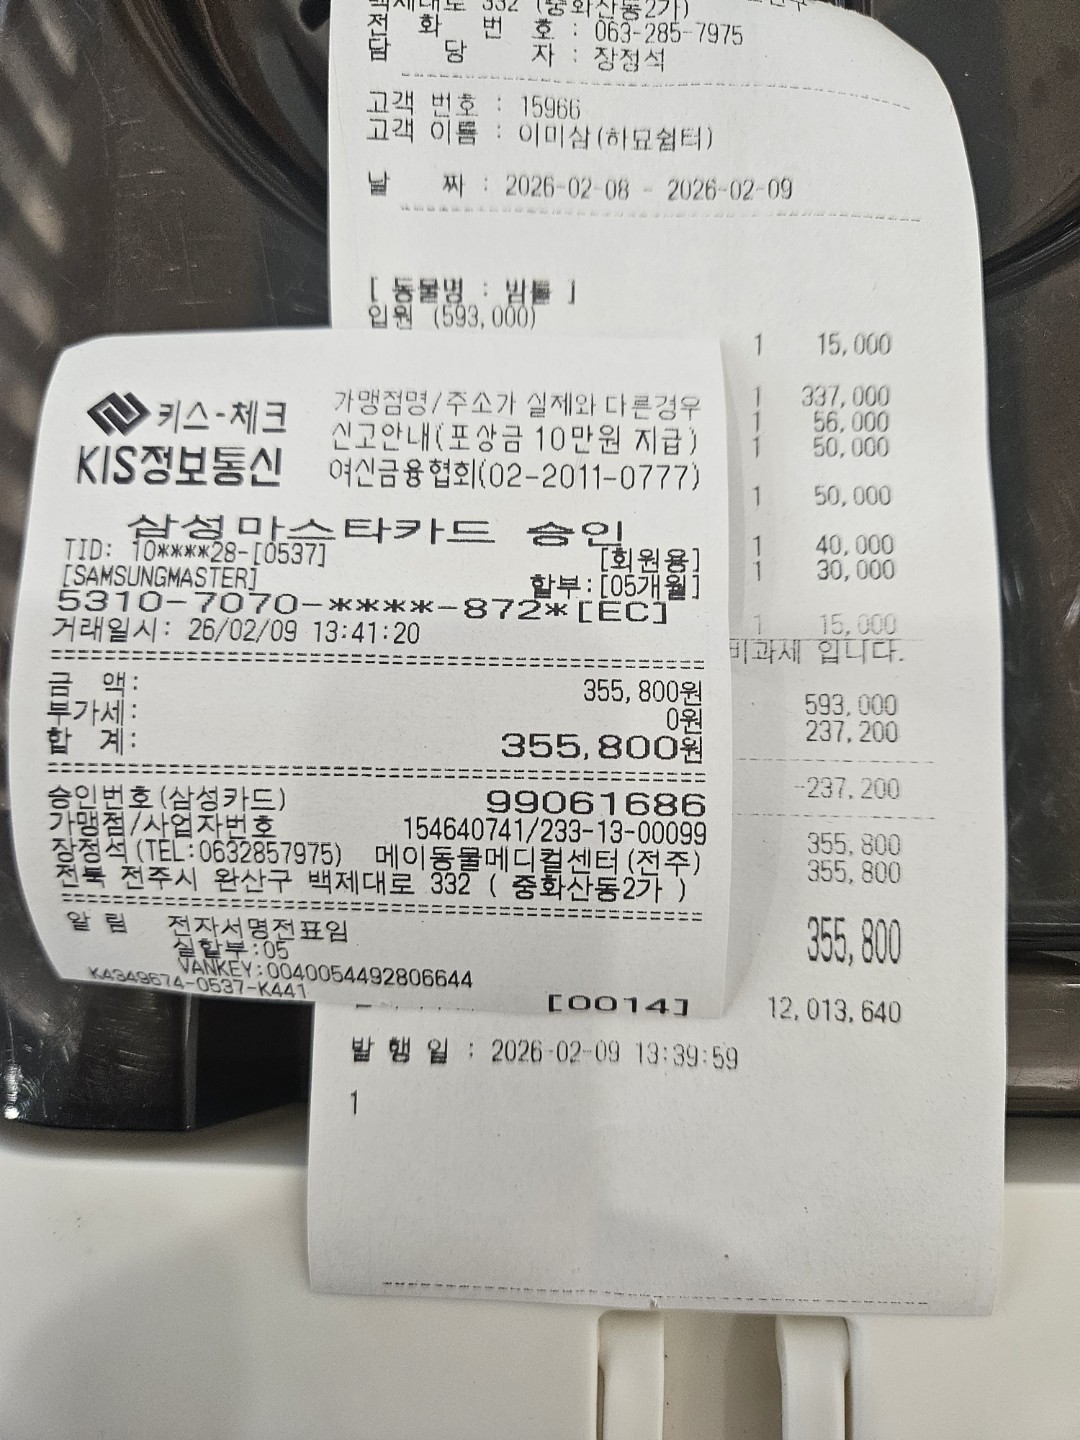 백제대로 332 (중화산동2가)
전 화 번 호 : 063-285-7975
담 당 자 : 장정석
고객 번호 : 15966
고객 이름 : 이미삼(하묘쉼터)
날 짜 : 2026-02-08 - 2026-02-09
[ 동물명 : 밤톨 ]
입원 (593,000)
1 15,000
1 337,000
1 56,000
1 50,000
1 50,000
1 40,000
1 30,000
1 15,000
비과세 입니다.
593,000
237,200
-237,200
355,800
355,800
355,800
12,013,640
발 행 일 : 2026-02-09 13:39:59
1
키스-체크
KIS정보통신
가맹점명/주소가 실제와 다른경우
신고안내(포상금 10만원 지급)
여신금융협회(02-2011-0777)
삼성마스타카드 승인
TID: 10****28-[0537] [회원용]
[SAMSUNGMASTER] 할부:[05개월]
5310-7070-****-872*[EC]
거래일시: 26/02/09 13:41:20
금 액: 355,800원
부가세: 0원
합 계: 355,800원
승인번호(삼성카드) 99061686
가맹점/사업자번호 154640741/233-13-00099
장정석(TEL:0632857975) 메이동물메디컬센터(전주)
전북 전주시 완산구 백제대로 332 ( 중화산동2가 )
알 림 전자서명전표임
실할부:05
VANKEY:0040054492806644
K4349674-0537-K441
[0014]